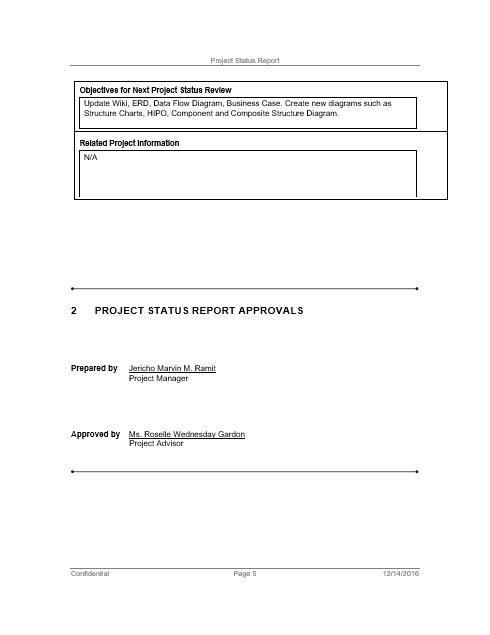 Project Status Report
Objectives for Next Project Status Review
Update Wiki, ERD, Data Flow Diagram, Business Case. Create new diagrams such as
Structure Charts, HIPO, Component and Composite Structure Diagram.
Related Project Information
N/A
2 PROJECT STATUS REPORT APPROVALS
Prepared by Jericho Marvin M. Ramit
Project Manager
Approved by Ms. Roselle Wednesday Gardon
Project Advisor
Confidential Page 5 12/14/2016